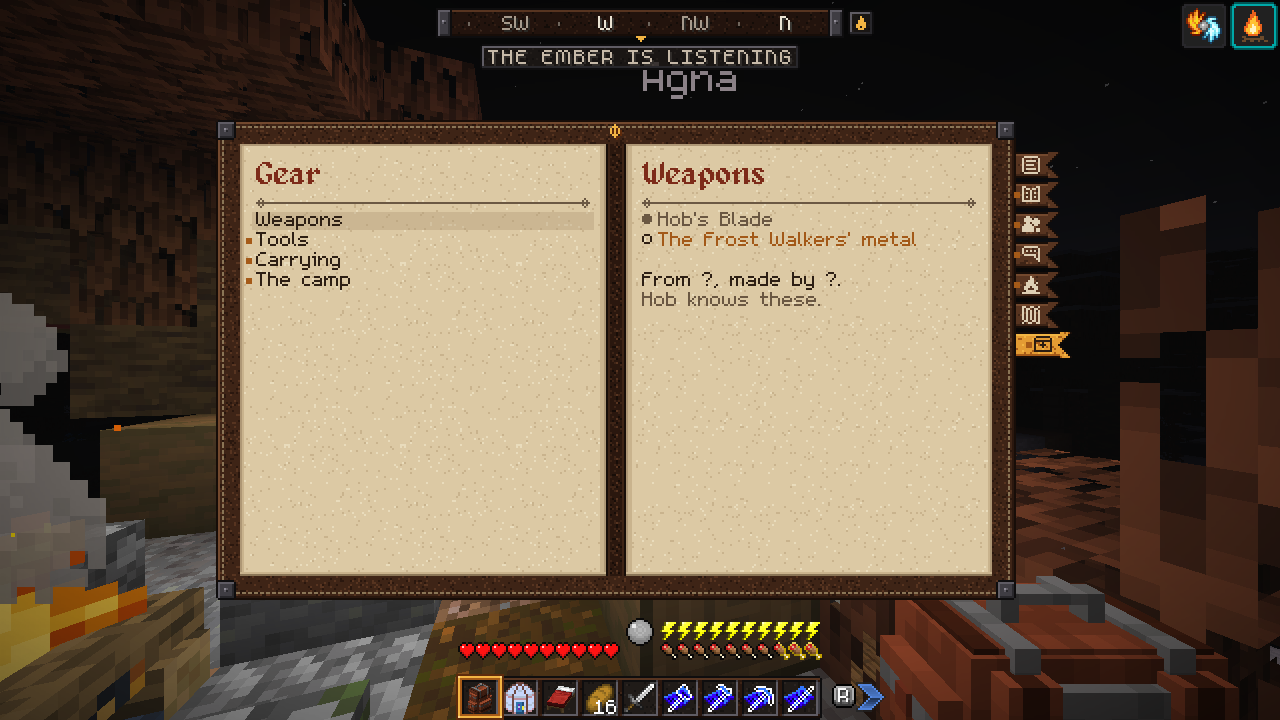 SW W NW N
THE EMBER IS LISTENING
Hgna
Gear
Weapons
Tools
Carrying
The camp
Weapons
Hob's Blade
The Frost Walkers' metal
From ?, made by ?.
Hob knows these.
16
R